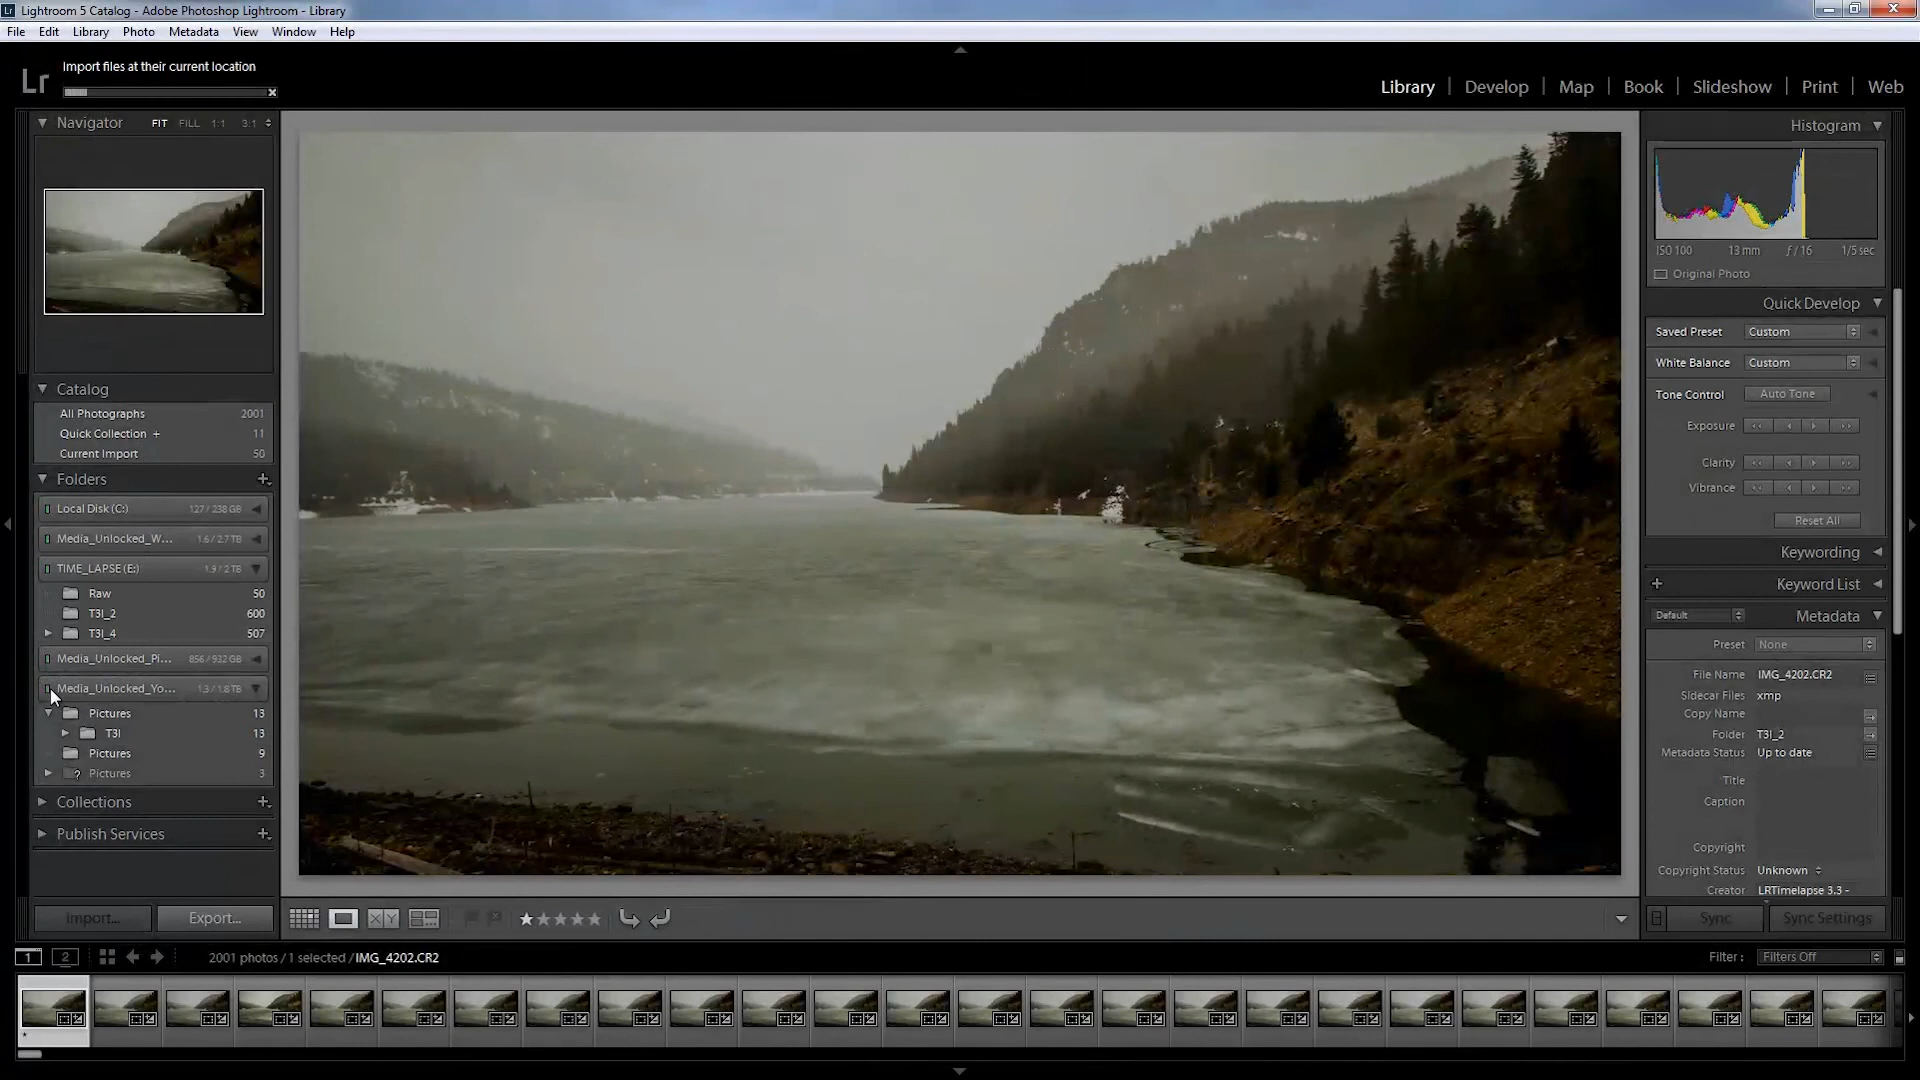 Lightroom 5 Catalog - Adobe Photoshop Lightroom - Library
File Edit Library Photo Metadata View Window Help
Lr
Import files at their current location
Library Develop Map Book Slideshow Print Web
Navigator FIT FILL 1:1 3:1
Catalog
All Photographs 2001
Quick Collection + 11
Current Import 50
Folders
Local Disk (C:) 127 / 238 GB
Media_Unlocked_W... 1.6 / 2.7 TB
TIME_LAPSE (E:) 1.9 / 2 TB
Raw 50
T3I_2 600
T3I_4 507
Media_Unlocked_Pi... 856 / 932 GB
Media_Unlocked_Yo... 1.3 / 1.8 TB
Pictures 13
T3I 13
Pictures 9
Pictures 3
Collections
Publish Services
Import... Export...
Histogram
ISO 100 13 mm f / 16 1/5 sec
Original Photo
Quick Develop
Saved Preset Custom
White Balance Custom
Tone Control Auto Tone
Exposure
Clarity
Vibrance
Reset All
Keywording
Keyword List
Default Metadata
Preset None
File Name IMG_4202.CR2
Sidecar Files xmp
Copy Name
Folder T3I_2
Metadata Status Up to date
Title
Caption
Copyright
Copyright Status Unknown
Creator LRTimelapse 3.3 -
Sync Sync Settings
X Y
1 2 2001 photos / 1 selected / IMG_4202.CR2 Filter : Filters Off